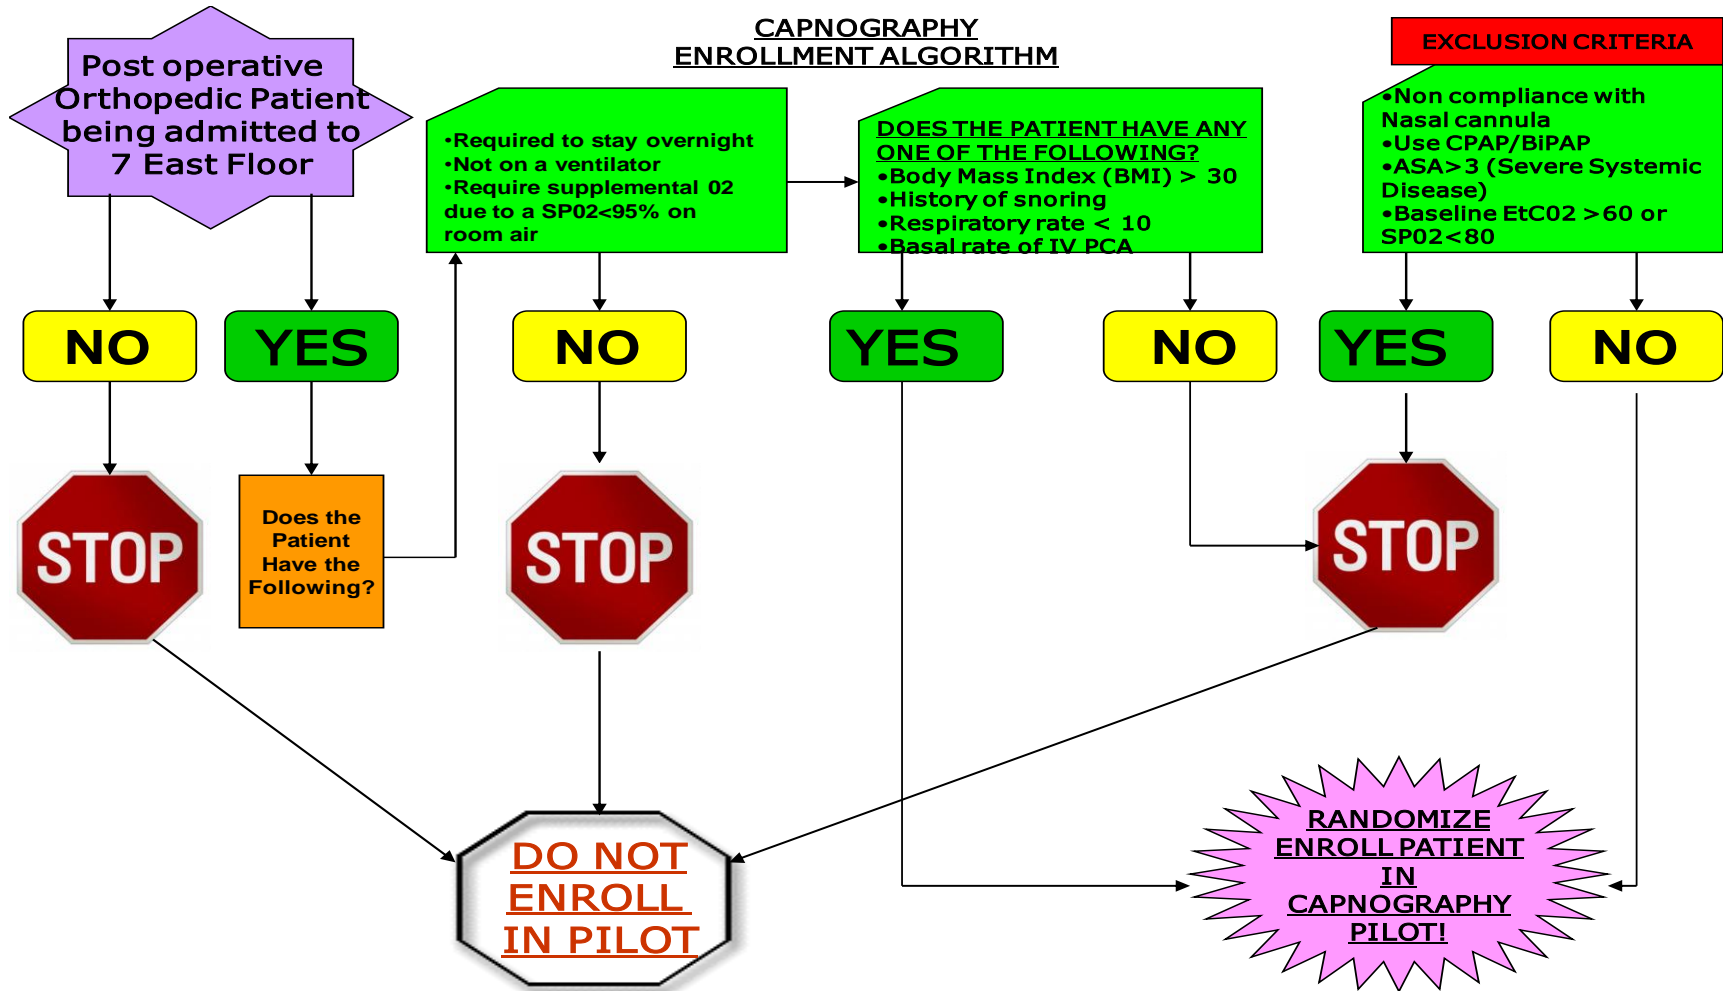 CAPNOGRAPHY
ENROLLMENT ALGORITHM
Post operative
Orthopedic Patient
being admitted to
7 East Floor
•Required to stay overnight
•Not on a ventilator
•Require supplemental 02
due to a SP02<95% on
room air
DOES THE PATIENT HAVE ANY
ONE OF THE FOLLOWING?
•Body Mass Index (BMI) > 30
•History of snoring
•Respiratory rate < 10
•Basal rate of IV PCA
EXCLUSION CRITERIA
•Non compliance with
Nasal cannula
•Use CPAP/BiPAP
•ASA>3 (Severe Systemic
Disease)
•Baseline EtC02 >60 or
SP02<80
NO
YES
NO
YES
NO
YES
NO
STOP
Does the
Patient
Have the
Following?
STOP
STOP
DO NOT
ENROLL
IN PILOT
RANDOMIZE
ENROLL PATIENT
IN
CAPNOGRAPHY
PILOT!